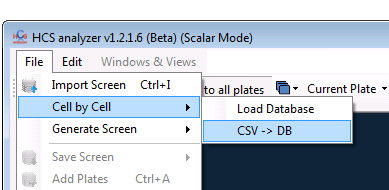 HCS analyzer v1.2.1.6 (Beta) (Scalar Mode)
File Edit Windows & Views
Import Screen Ctrl+I
to all plates Current Plate
Cell by Cell
Load Database
Generate Screen
CSV -> DB
Save Screen
Add Plates Ctrl+A